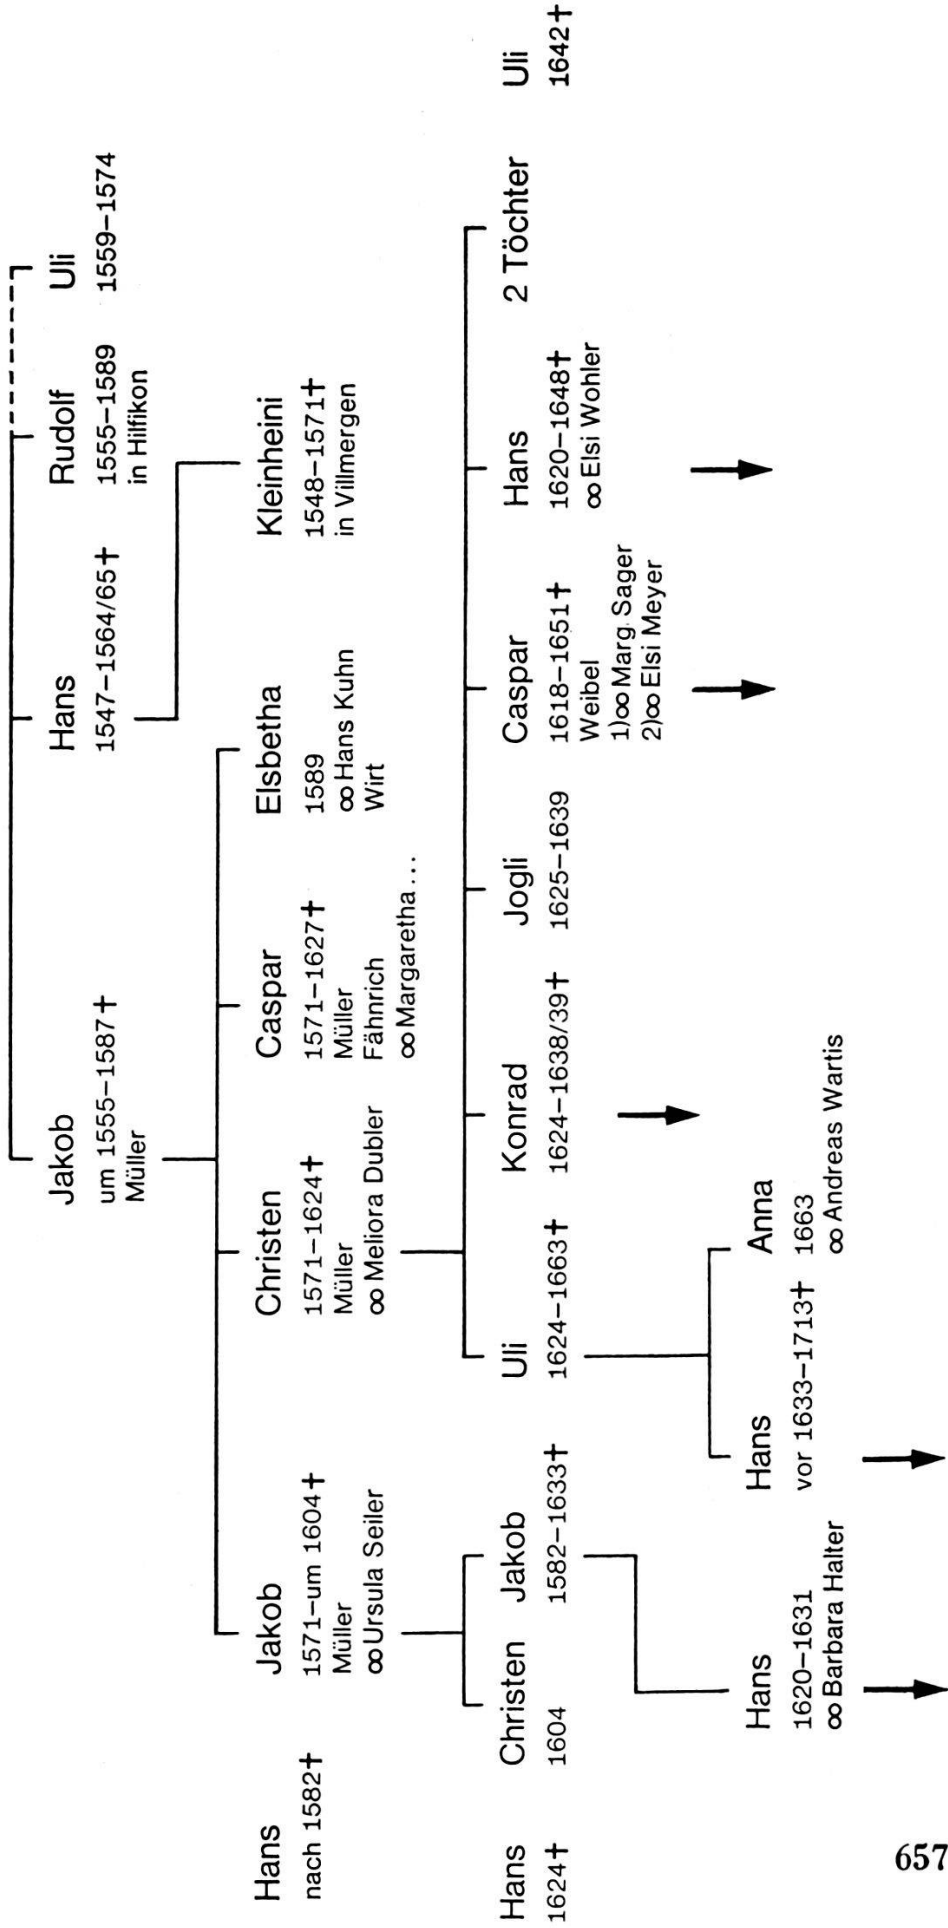 Jakob
um 1555–1587†
Müller
Hans
1547–1564/65†
Rudolf
1555–1589
in Hilfikon
Uli
1559–1574
Hans
nach 1582†
Jakob
1571–um 1604†
Müller
∞ Ursula Seiler
Christen
1571–1624†
Müller
∞ Meliora Dubler
Caspar
1571–1627†
Müller
Fähnrich
∞ Margaretha ...
Elsbetha
1589
∞ Hans Kuhn
Wirt
Kleinheini
1548–1571†
in Villmergen
Hans
1624†
Christen
1604
Jakob
1582–1633†
Uli
1624–1663†
Konrad
1624–1638/39†
Jogli
1625–1639
Caspar
1618–1651†
Weibel
1)∞ Marg. Sager
2)∞ Elsi Meyer
Hans
1620–1648†
∞ Elsi Wohler
2 Töchter
Uli
1642†
Hans
1620–1631
∞ Barbara Halter
Hans
vor 1633–1713†
Anna
1663
∞ Andreas Wartis
657